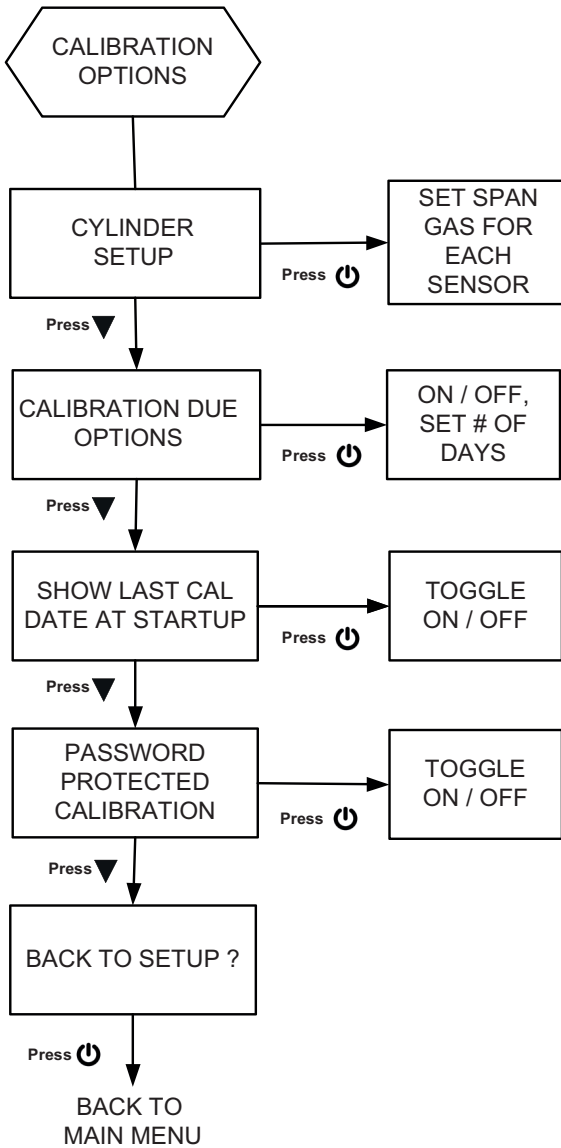 CALIBRATION
OPTIONS
CYLINDER
SETUP
Press
SET SPAN
GAS FOR
EACH
SENSOR
Press
CALIBRATION DUE
OPTIONS
Press
ON / OFF,
SET # OF
DAYS
Press
SHOW LAST CAL
DATE AT STARTUP
Press
TOGGLE
ON / OFF
Press
PASSWORD
PROTECTED
CALIBRATION
Press
TOGGLE
ON / OFF
Press
BACK TO SETUP ?
Press
BACK TO
MAIN MENU